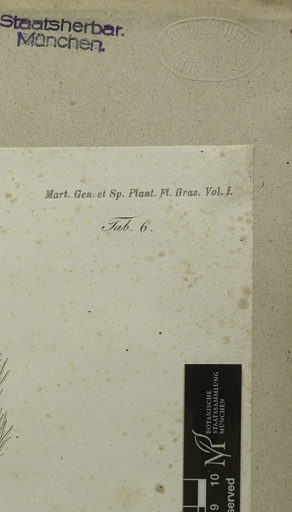 Staatsherbar.
München.
Mart. Gen. et Sp. Plant. Fl. Bras. Vol. I.
Tab. 6.
BOTANISCHE
STAATSSAMMLUNG
MÜNCHEN
9 10
served